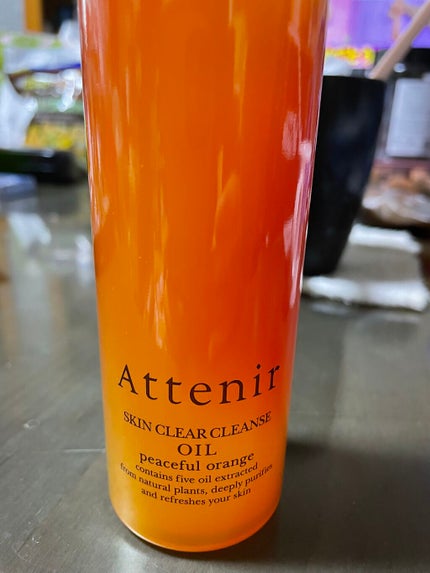 Attenir
SKIN CLEAR CLEANSE
OIL
peaceful orange
contains five oil extracted
from natural plants, deeply purifies
and refreshes your skin